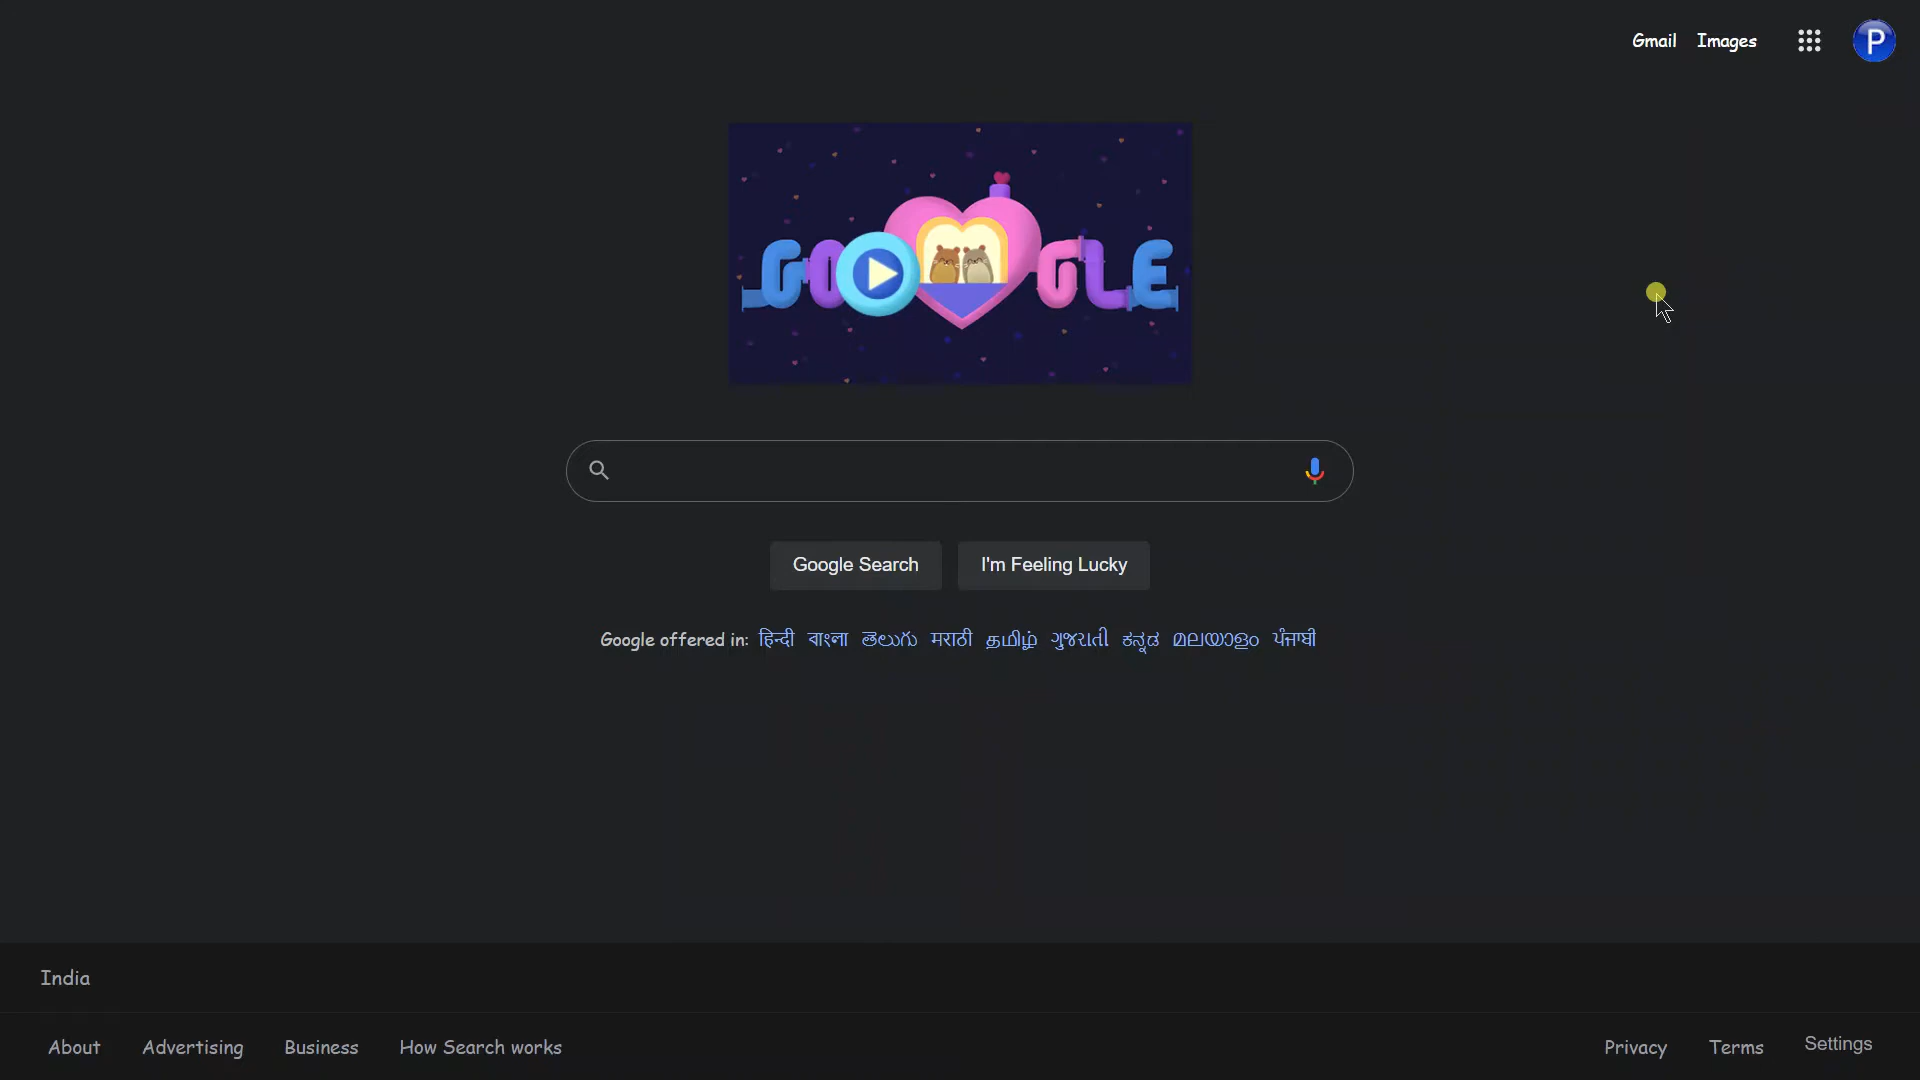 Gmail Images
P
GOOGLE
Google Search I'm Feeling Lucky
Google offered in: हिन्दी বাংলা తెలుగు मराठी தமிழ் ગુજરાતી ಕನ್ನಡ മലയാളം ਪੰਜਾਬੀ
India
About Advertising Business How Search works Privacy Terms Settings